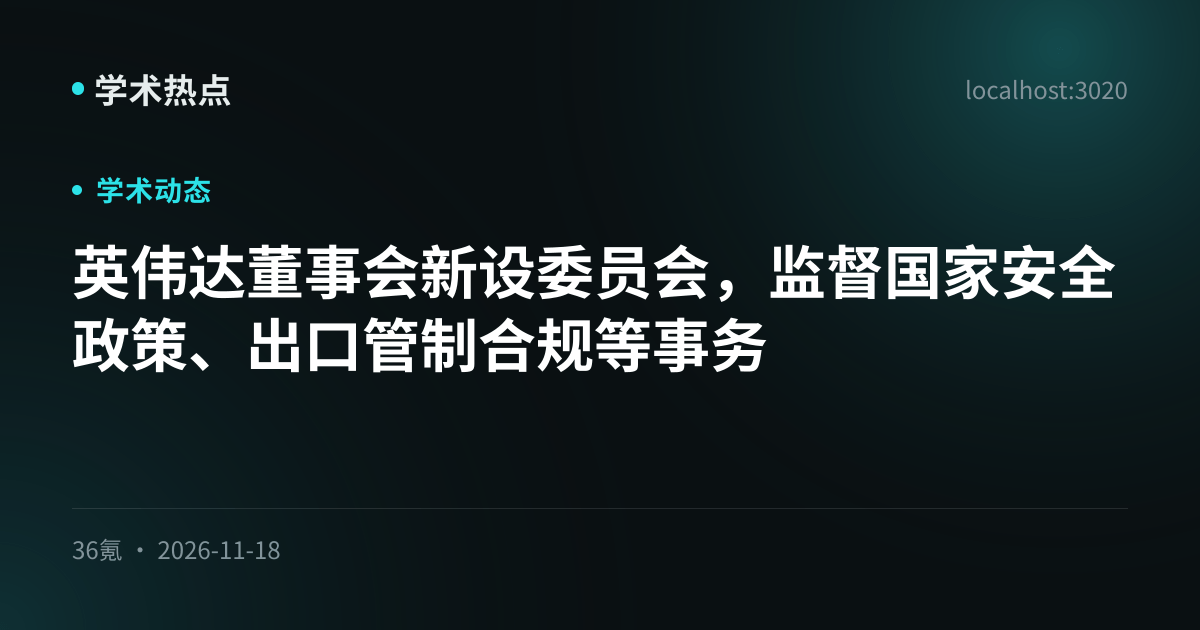 学术热点
localhost:3020
学术动态
英伟达董事会新设委员会，监督国家安全
政策、出口管制合规等事务
36氪 · 2026-11-18